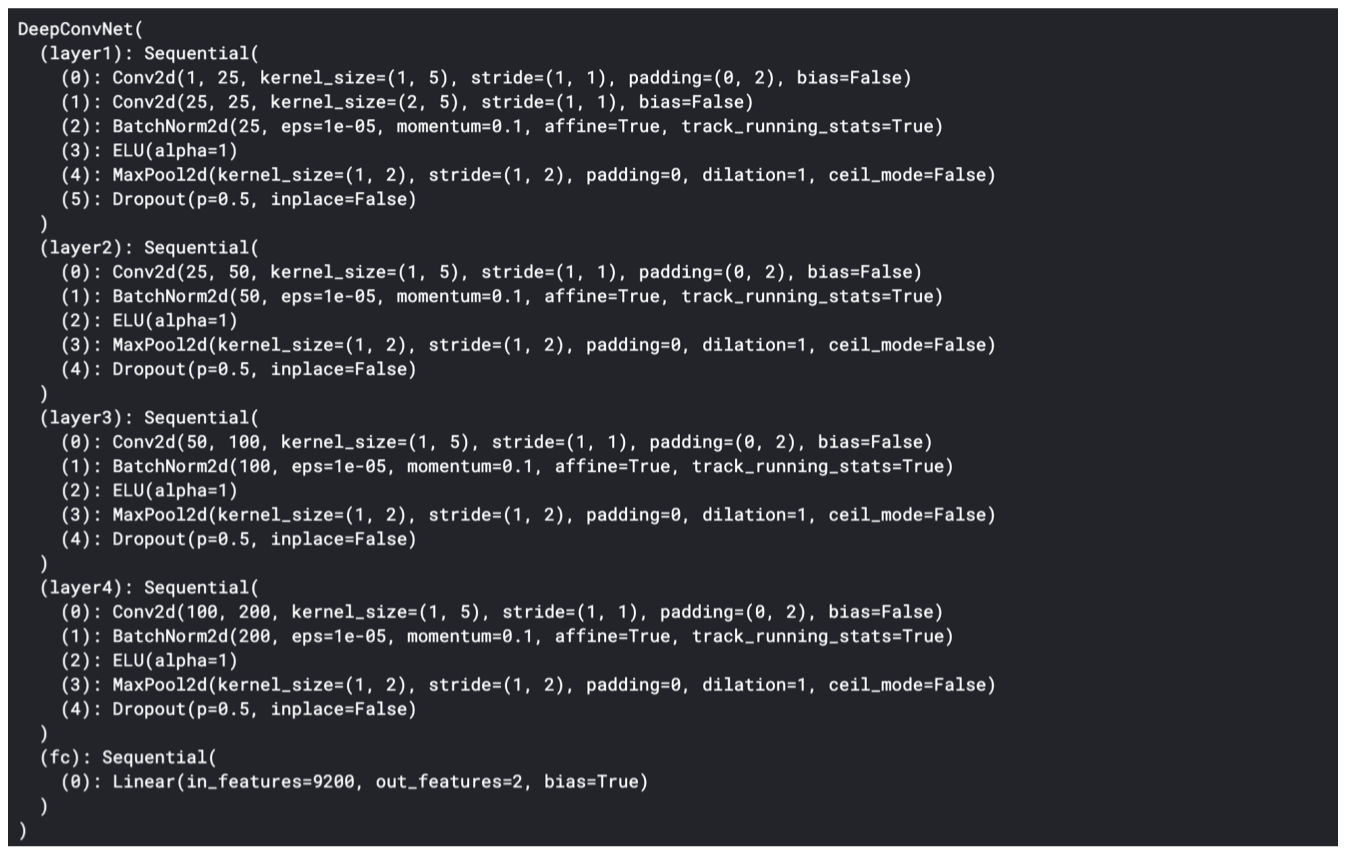 DeepConvNet(
  (layer1): Sequential(
    (0): Conv2d(1, 25, kernel_size=(1, 5), stride=(1, 1), padding=(0, 2), bias=False)
    (1): Conv2d(25, 25, kernel_size=(2, 5), stride=(1, 1), bias=False)
    (2): BatchNorm2d(25, eps=1e-05, momentum=0.1, affine=True, track_running_stats=True)
    (3): ELU(alpha=1)
    (4): MaxPool2d(kernel_size=(1, 2), stride=(1, 2), padding=0, dilation=1, ceil_mode=False)
    (5): Dropout(p=0.5, inplace=False)
  )
  (layer2): Sequential(
    (0): Conv2d(25, 50, kernel_size=(1, 5), stride=(1, 1), padding=(0, 2), bias=False)
    (1): BatchNorm2d(50, eps=1e-05, momentum=0.1, affine=True, track_running_stats=True)
    (2): ELU(alpha=1)
    (3): MaxPool2d(kernel_size=(1, 2), stride=(1, 2), padding=0, dilation=1, ceil_mode=False)
    (4): Dropout(p=0.5, inplace=False)
  )
  (layer3): Sequential(
    (0): Conv2d(50, 100, kernel_size=(1, 5), stride=(1, 1), padding=(0, 2), bias=False)
    (1): BatchNorm2d(100, eps=1e-05, momentum=0.1, affine=True, track_running_stats=True)
    (2): ELU(alpha=1)
    (3): MaxPool2d(kernel_size=(1, 2), stride=(1, 2), padding=0, dilation=1, ceil_mode=False)
    (4): Dropout(p=0.5, inplace=False)
  )
  (layer4): Sequential(
    (0): Conv2d(100, 200, kernel_size=(1, 5), stride=(1, 1), padding=(0, 2), bias=False)
    (1): BatchNorm2d(200, eps=1e-05, momentum=0.1, affine=True, track_running_stats=True)
    (2): ELU(alpha=1)
    (3): MaxPool2d(kernel_size=(1, 2), stride=(1, 2), padding=0, dilation=1, ceil_mode=False)
    (4): Dropout(p=0.5, inplace=False)
  )
  (fc): Sequential(
    (0): Linear(in_features=9200, out_features=2, bias=True)
  )
)